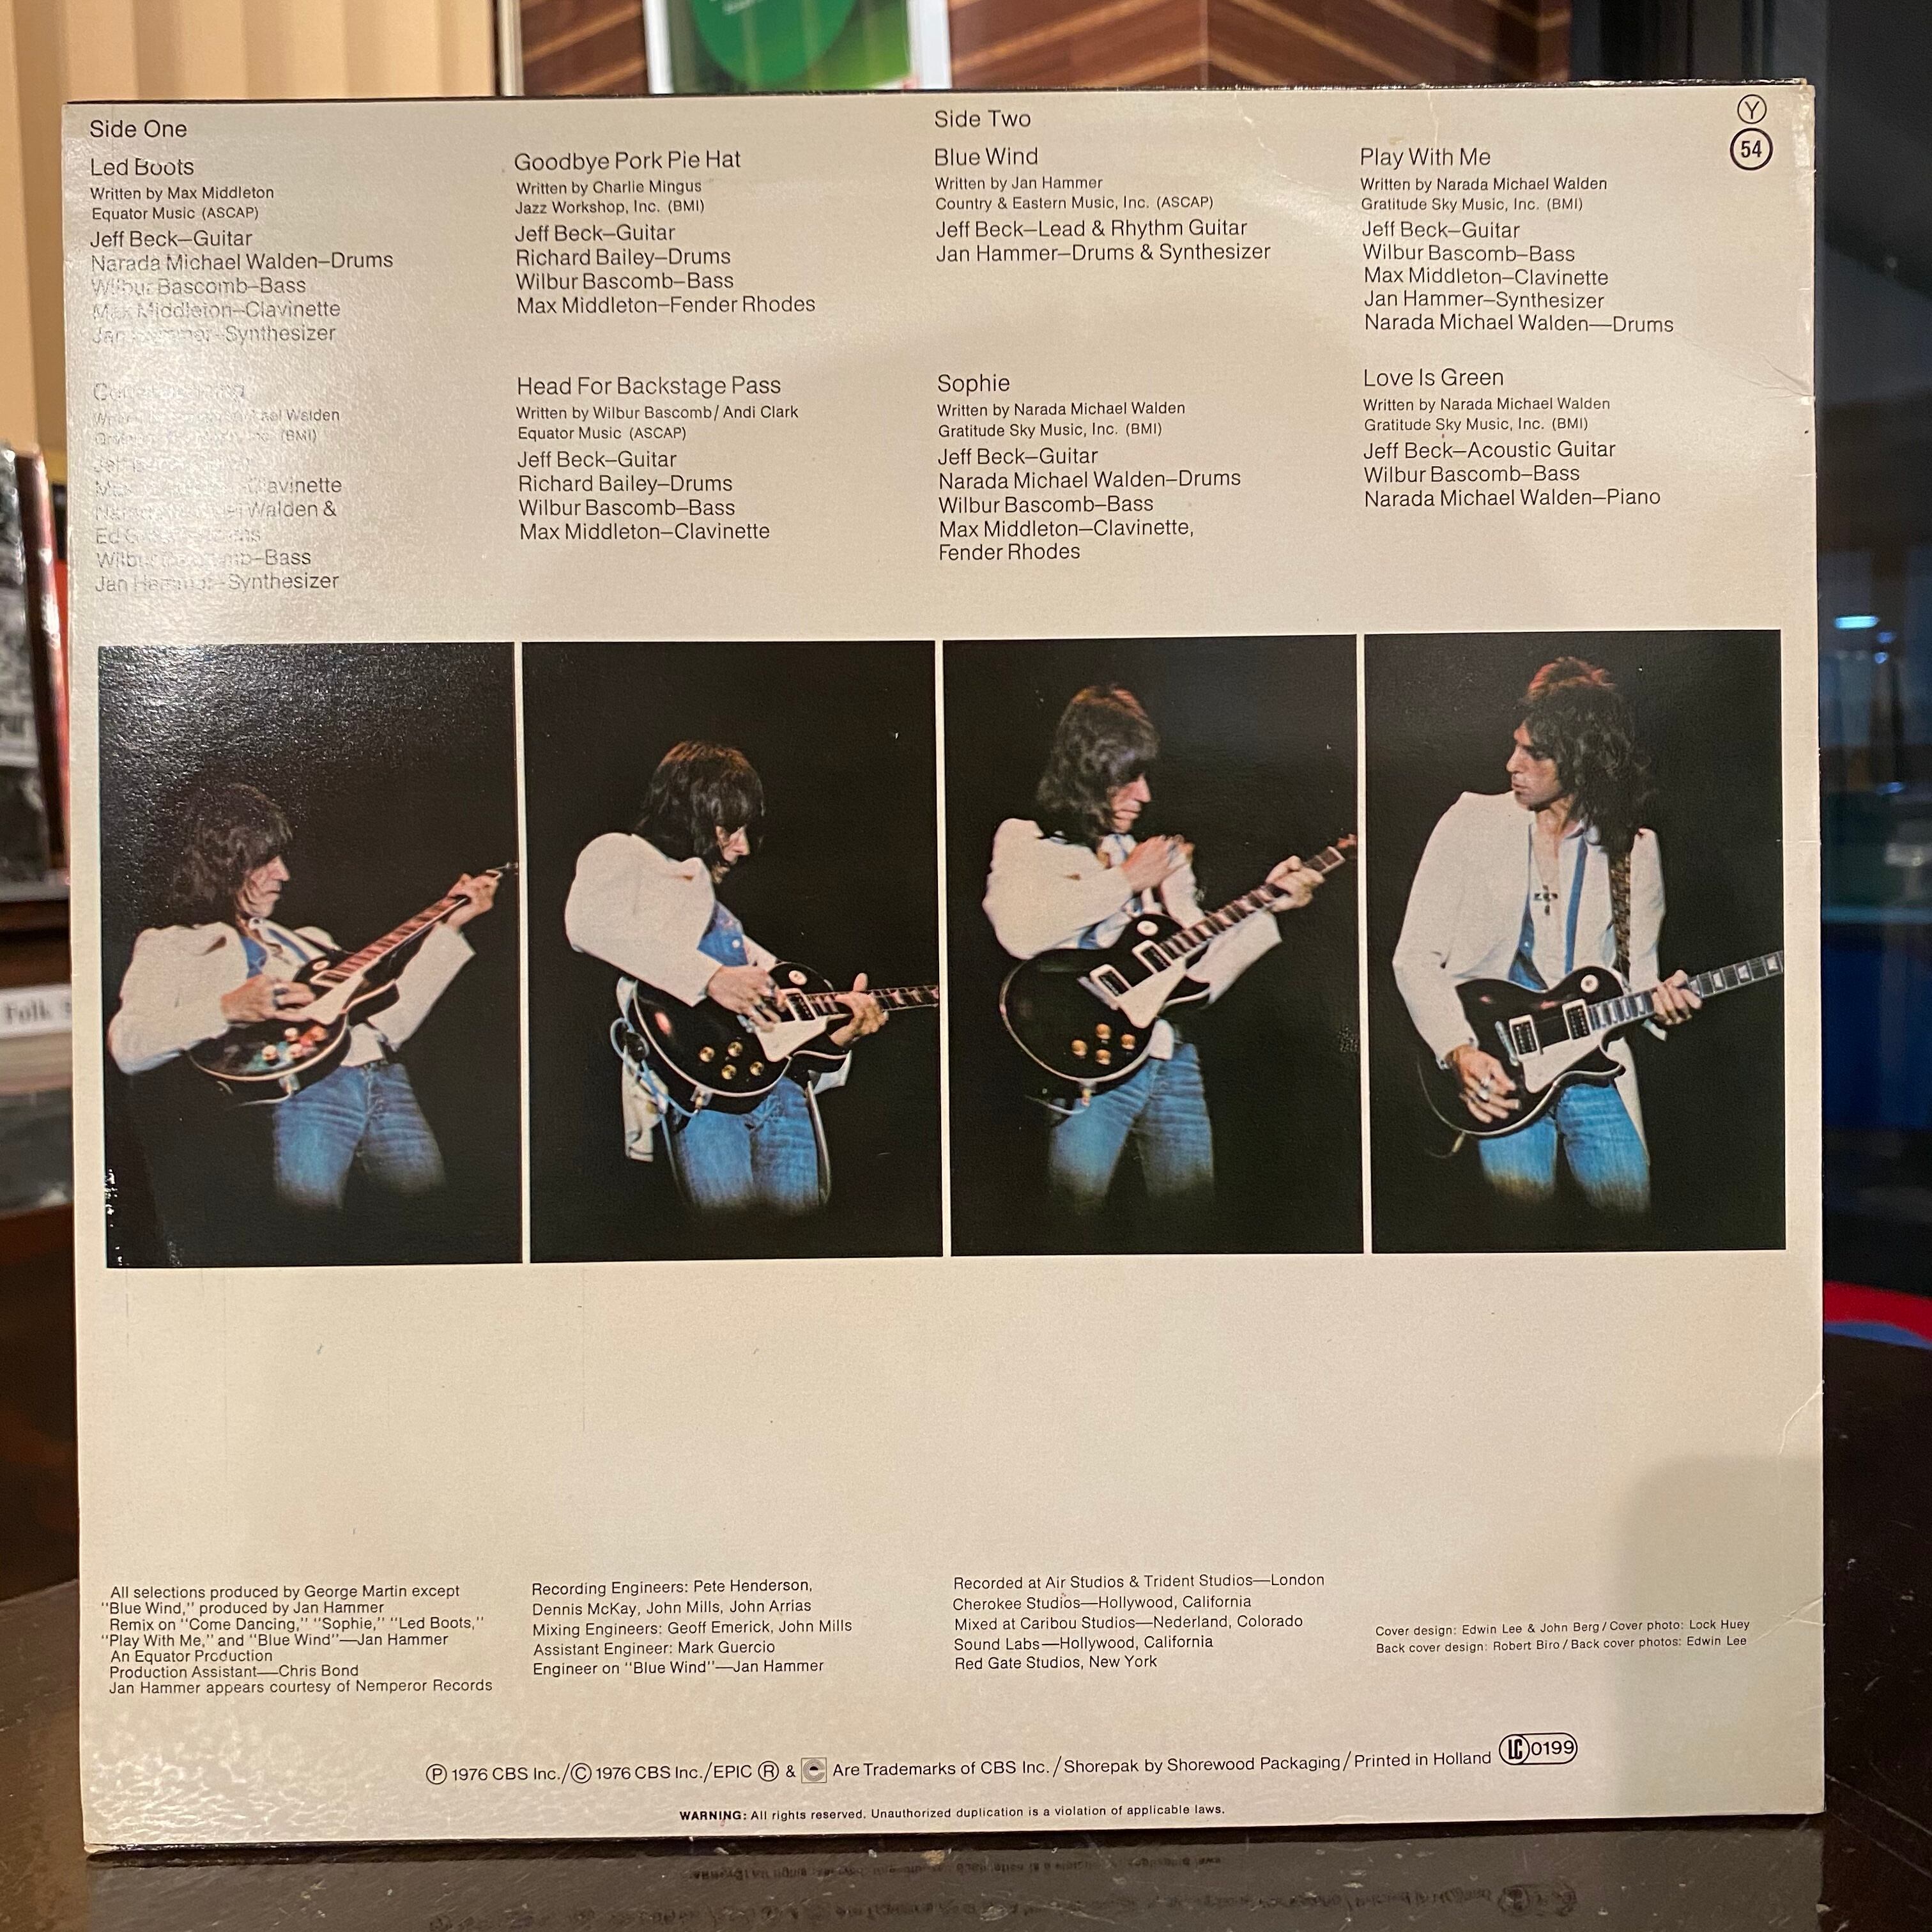 Side One
Led Boots
Written by Max Middleton
Equator Music (ASCAP)
Jeff Beck–Guitar
Narada Michael Walden–Drums
Wilbur Bascomb–Bass
Max Middleton–Clavinette
Jan Hammer–Synthesizer
Walden
(BMI)
Clavinette
Walden &
Wilbur Bascomb–Bass
Jan Hammer–Synthesizer
Goodbye Pork Pie Hat
Written by Charlie Mingus
Jazz Workshop, Inc. (BMI)
Jeff Beck–Guitar
Richard Bailey–Drums
Wilbur Bascomb–Bass
Max Middleton–Fender Rhodes
Head For Backstage Pass
Written by Wilbur Bascomb/Andi Clark
Equator Music (ASCAP)
Jeff Beck–Guitar
Richard Bailey–Drums
Wilbur Bascomb–Bass
Max Middleton–Clavinette
Side Two
Blue Wind
Written by Jan Hammer
Country & Eastern Music, Inc. (ASCAP)
Jeff Beck–Lead & Rhythm Guitar
Jan Hammer–Drums & Synthesizer
Sophie
Written by Narada Michael Walden
Gratitude Sky Music, Inc. (BMI)
Jeff Beck–Guitar
Narada Michael Walden–Drums
Wilbur Bascomb–Bass
Max Middleton–Clavinette,
Fender Rhodes
Play With Me
Written by Narada Michael Walden
Gratitude Sky Music, Inc. (BMI)
Jeff Beck–Guitar
Wilbur Bascomb–Bass
Max Middleton–Clavinette
Jan Hammer–Synthesizer
Narada Michael Walden—Drums
Love Is Green
Written by Narada Michael Walden
Gratitude Sky Music, Inc. (BMI)
Jeff Beck–Acoustic Guitar
Wilbur Bascomb–Bass
Narada Michael Walden–Piano
Y
54
Folk
All selections produced by George Martin except
"Blue Wind," produced by Jan Hammer
Remix on "Come Dancing," "Sophie," "Led Boots,"
"Play With Me," and "Blue Wind"—Jan Hammer
An Equator Production
Production Assistant—Chris Bond
Jan Hammer appears courtesy of Nemperor Records
Recording Engineers: Pete Henderson,
Dennis McKay, John Mills, John Arrias
Mixing Engineers: Geoff Emerick, John Mills
Assistant Engineer: Mark Guercio
Engineer on "Blue Wind"—Jan Hammer
Recorded at Air Studios & Trident Studios—London
Cherokee Studios—Hollywood, California
Mixed at Caribou Studios—Nederland, Colorado
Sound Labs—Hollywood, California
Red Gate Studios, New York
Cover design: Edwin Lee & John Berg/Cover photo: Lock Huey
Back cover design: Robert Biro/Back cover photos: Edwin Lee
℗ 1976 CBS Inc./© 1976 CBS Inc./EPIC ® & e Are Trademarks of CBS Inc./Shorepak by Shorewood Packaging/Printed in Holland LC 0199
WARNING: All rights reserved. Unauthorized duplication is a violation of applicable laws.